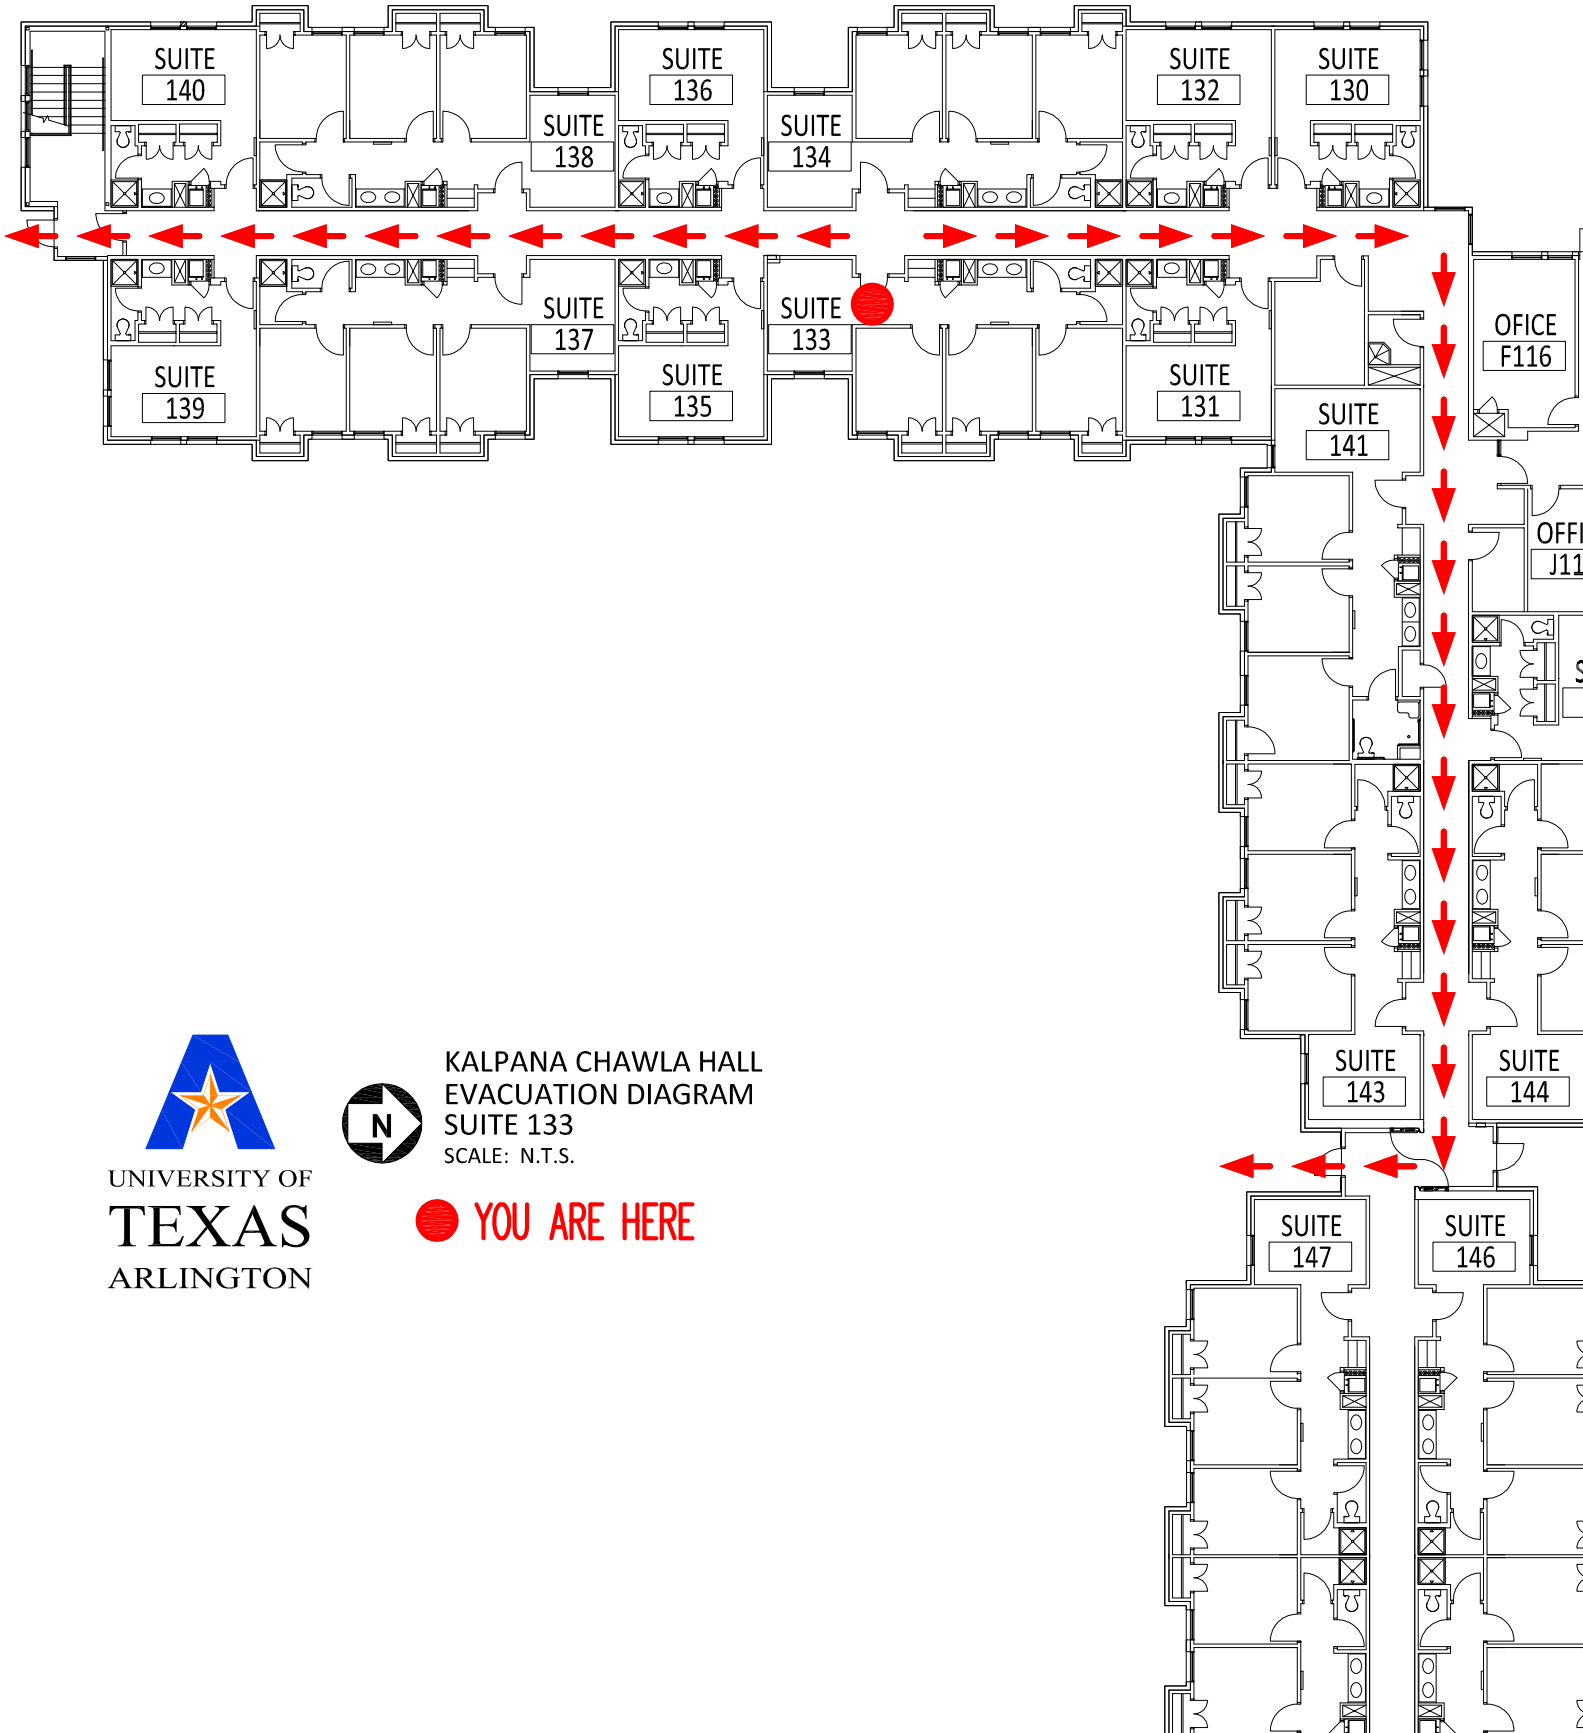 SUITE
140
SUITE
138
SUITE
136
SUITE
134
SUITE
132
SUITE
130
SUITE
139
SUITE
137
SUITE
135
SUITE
133
SUITE
131
SUITE
141
OFICE
F116
OFFI
J11
S
SUITE
143
SUITE
144
SUITE
147
SUITE
146
UNIVERSITY OF
TEXAS
ARLINGTON
N
KALPANA CHAWLA HALL
EVACUATION DIAGRAM
SUITE 133
SCALE: N.T.S.
YOU ARE HERE